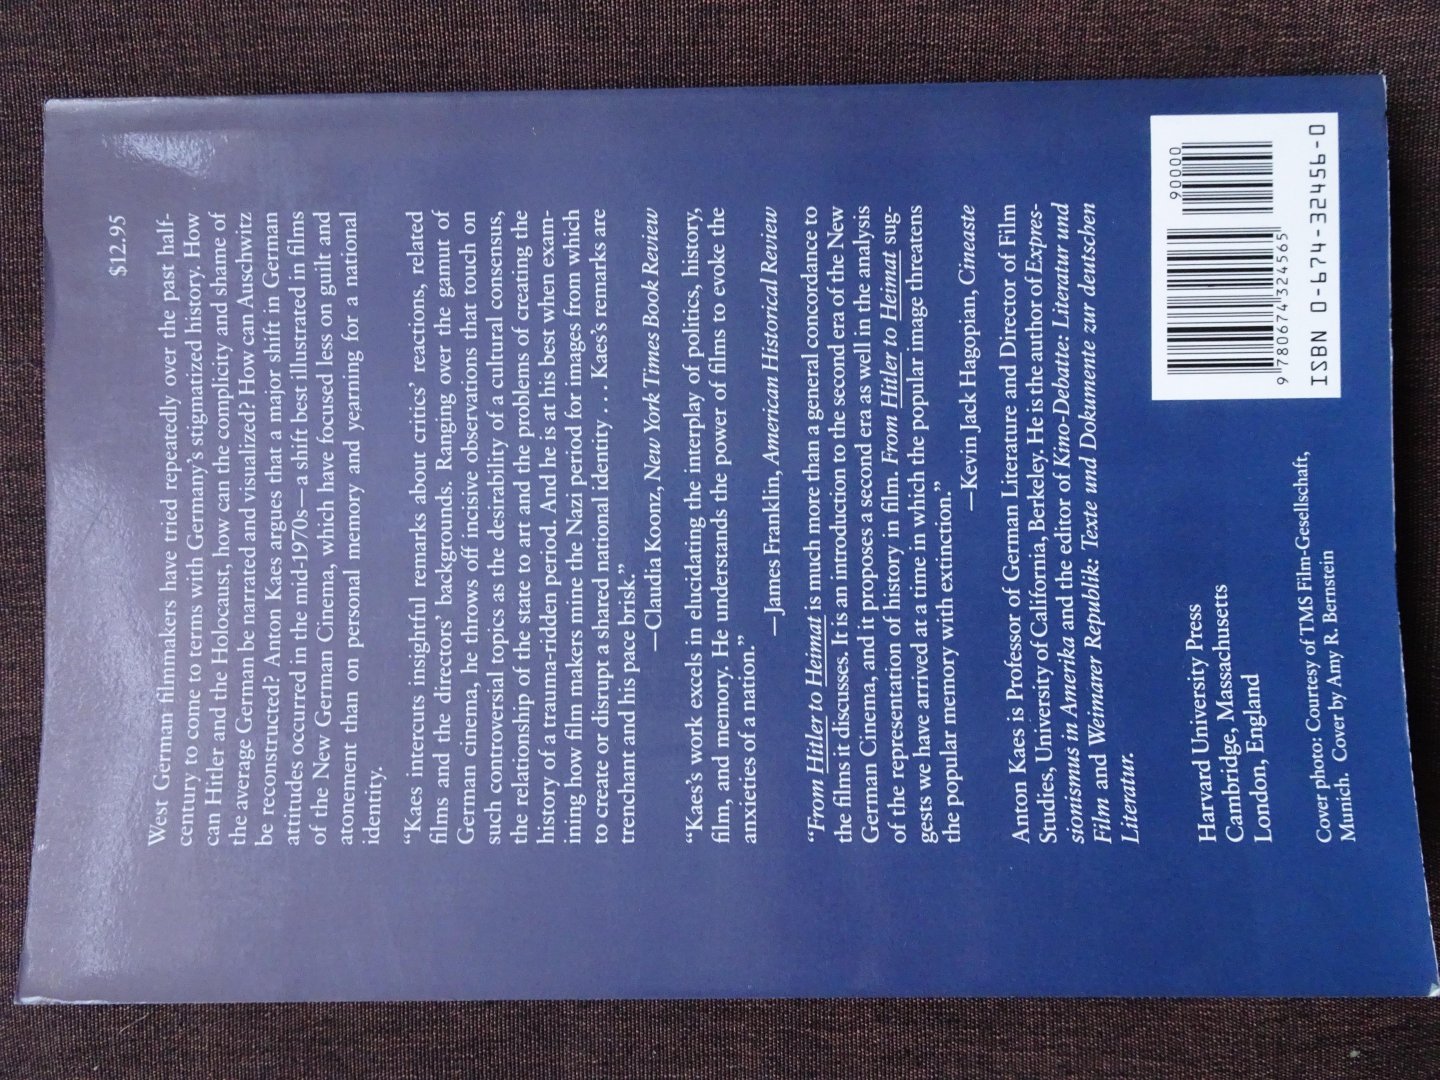 $12.95
West German filmmakers have tried repeatedly over the past half-
century to come to terms with Germany's stigmatized history. How
can Hitler and the Holocaust, how can the complicity and shame of
the average German be narrated and visualized? How can Auschwitz
be reconstructed? Anton Kaes argues that a major shift in German
attitudes occurred in the mid-1970s—a shift best illustrated in films
of the New German Cinema, which have focused less on guilt and
atonement than on personal memory and yearning for a national
identity.
“Kaes intercuts insightful remarks about critics' reactions, related
films and the directors' backgrounds. Ranging over the gamut of
German cinema, he throws off incisive observations that touch on
such controversial topics as the desirability of a cultural consensus,
the relationship of the state to art and the problems of creating the
history of a trauma-ridden period. And he is at his best when exam-
ining how film makers mine the Nazi period for images from which
to create or disrupt a shared national identity . . . Kaes's remarks are
trenchant and his pace brisk.”
—Claudia Koonz, New York Times Book Review
“Kaes's work excels in elucidating the interplay of politics, history,
film, and memory. He understands the power of films to evoke the
anxieties of a nation.”
—James Franklin, American Historical Review
“From Hitler to Heimat is much more than a general concordance to
the films it discusses. It is an introduction to the second era of the New
German Cinema, and it proposes a second era as well in the analysis
of the representation of history in film. From Hitler to Heimat sug-
gests we have arrived at a time in which the popular image threatens
the popular memory with extinction.”
—Kevin Jack Hagopian, Cineaste
Anton Kaes is Professor of German Literature and Director of Film
Studies, University of California, Berkeley. He is the author of Expres-
sionismus in Amerika and the editor of Kino-Debatte: Literatur und
Film and Weimarer Republik: Texte und Dokumente zur deutschen
Literatur.
Harvard University Press
Cambridge, Massachusetts
London, England
Cover photo: Courtesy of TMS Film-Gesellschaft,
Munich. Cover by Amy R. Bernstein
90000
9 780674 324565
ISBN 0-674-32456-0